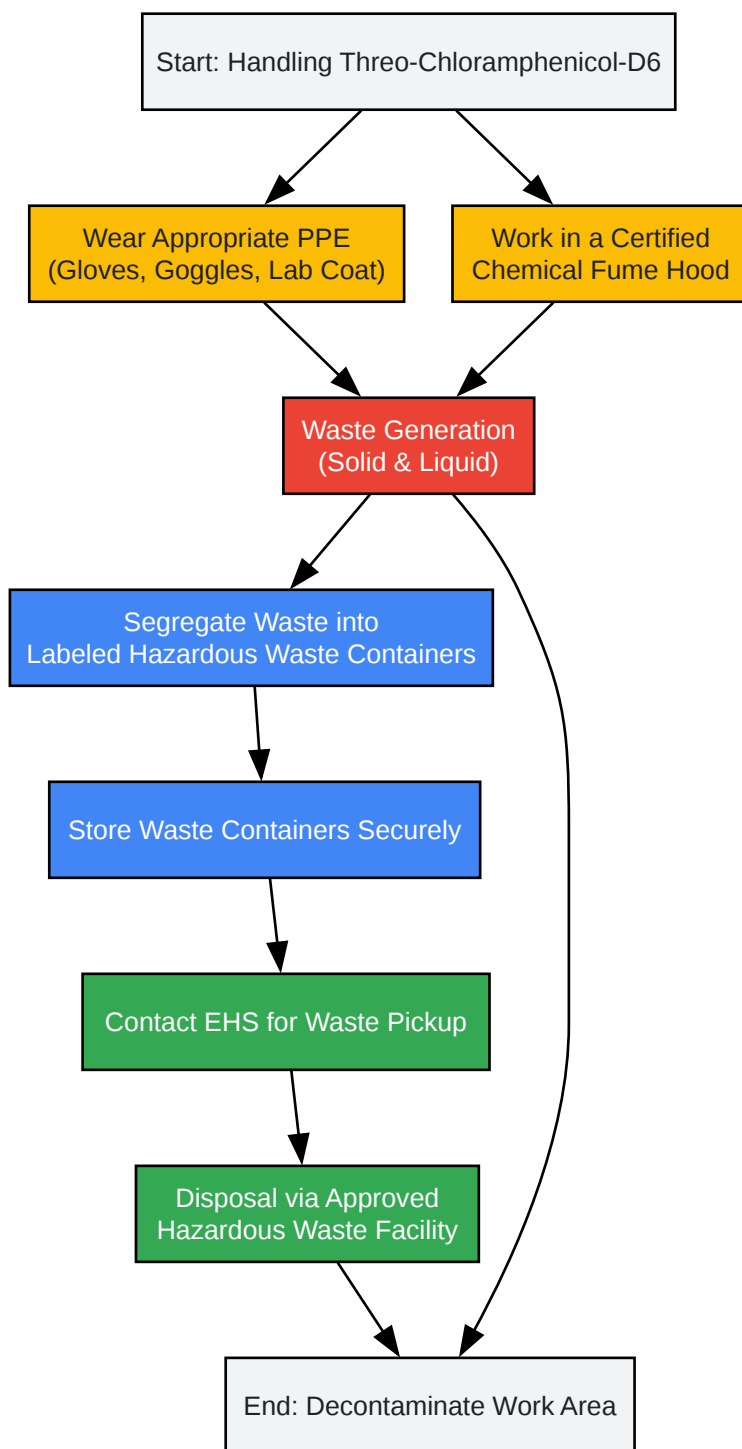 Start: Handling Threo-Chloramphenicol-D6
Wear Appropriate PPE
(Gloves, Goggles, Lab Coat)
Work in a Certified
Chemical Fume Hood
Waste Generation
(Solid & Liquid)
Segregate Waste into
Labeled Hazardous Waste Containers
Store Waste Containers Securely
Contact EHS for Waste Pickup
Disposal via Approved
Hazardous Waste Facility
End: Decontaminate Work Area